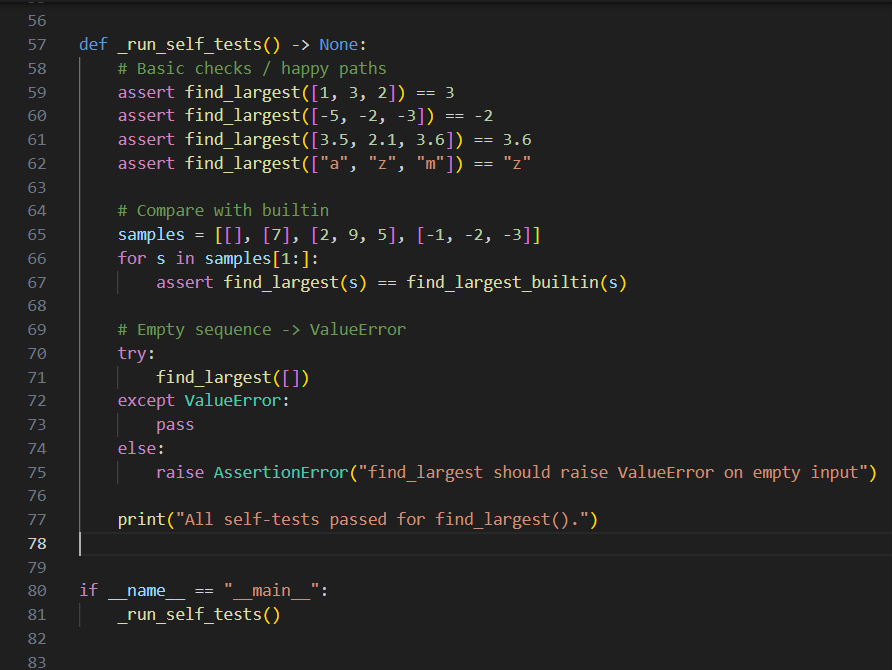 56
57 def _run_self_tests() -> None:
58     # Basic checks / happy paths
59     assert find_largest([1, 3, 2]) == 3
60     assert find_largest([-5, -2, -3]) == -2
61     assert find_largest([3.5, 2.1, 3.6]) == 3.6
62     assert find_largest(["a", "z", "m"]) == "z"
63
64     # Compare with builtin
65     samples = [[], [7], [2, 9, 5], [-1, -2, -3]]
66     for s in samples[1:]:
67         assert find_largest(s) == find_largest_builtin(s)
68
69     # Empty sequence -> ValueError
70     try:
71         find_largest([])
72     except ValueError:
73         pass
74     else:
75         raise AssertionError("find_largest should raise ValueError on empty input")
76
77     print("All self-tests passed for find_largest().")
78
79
80 if __name__ == "__main__":
81     _run_self_tests()
82
83